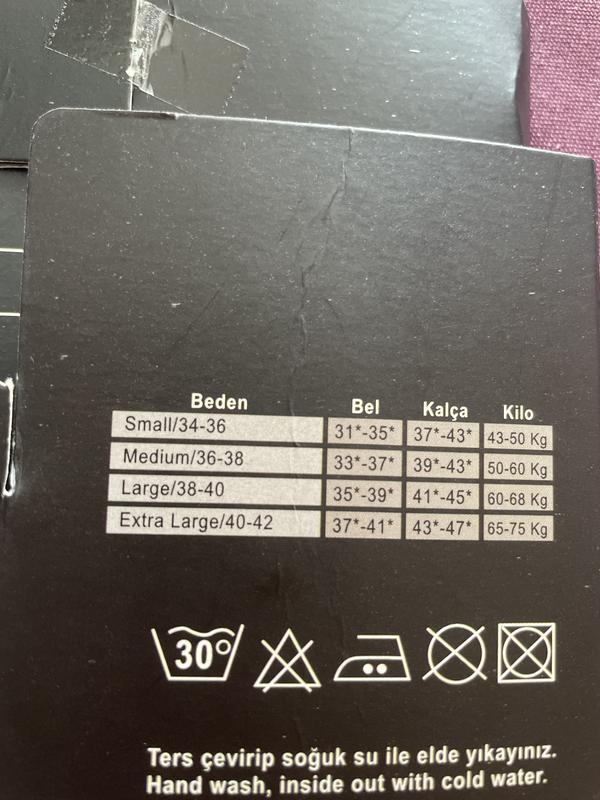 Beden Bel Kalça Kilo
Small/34-36 31*-35* 37*-43* 43-50 Kg
Medium/36-38 33*-37* 39*-43* 50-60 Kg
Large/38-40 35*-39* 41*-45* 60-68 Kg
Extra Large/40-42 37*-41* 43*-47* 65-75 Kg
30°
Ters çevirip soğuk su ile elde yıkayınız.
Hand wash, inside out with cold water.